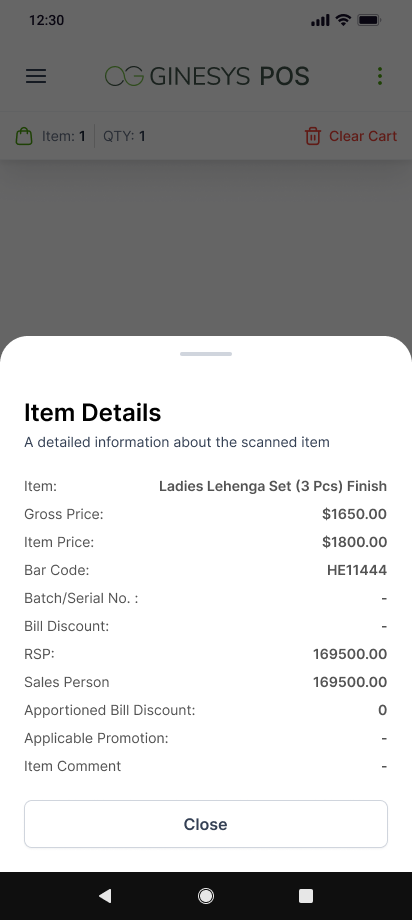 12:30
GINESYS POS
Item: 1 QTY: 1 Clear Cart
Item Details
A detailed information about the scanned item
Item: Ladies Lehenga Set (3 Pcs) Finish
Gross Price: $1650.00
Item Price: $1800.00
Bar Code: HE11444
Batch/Serial No. : -
Bill Discount: -
RSP: 169500.00
Sales Person 169500.00
Apportioned Bill Discount: 0
Applicable Promotion: -
Item Comment -
Close